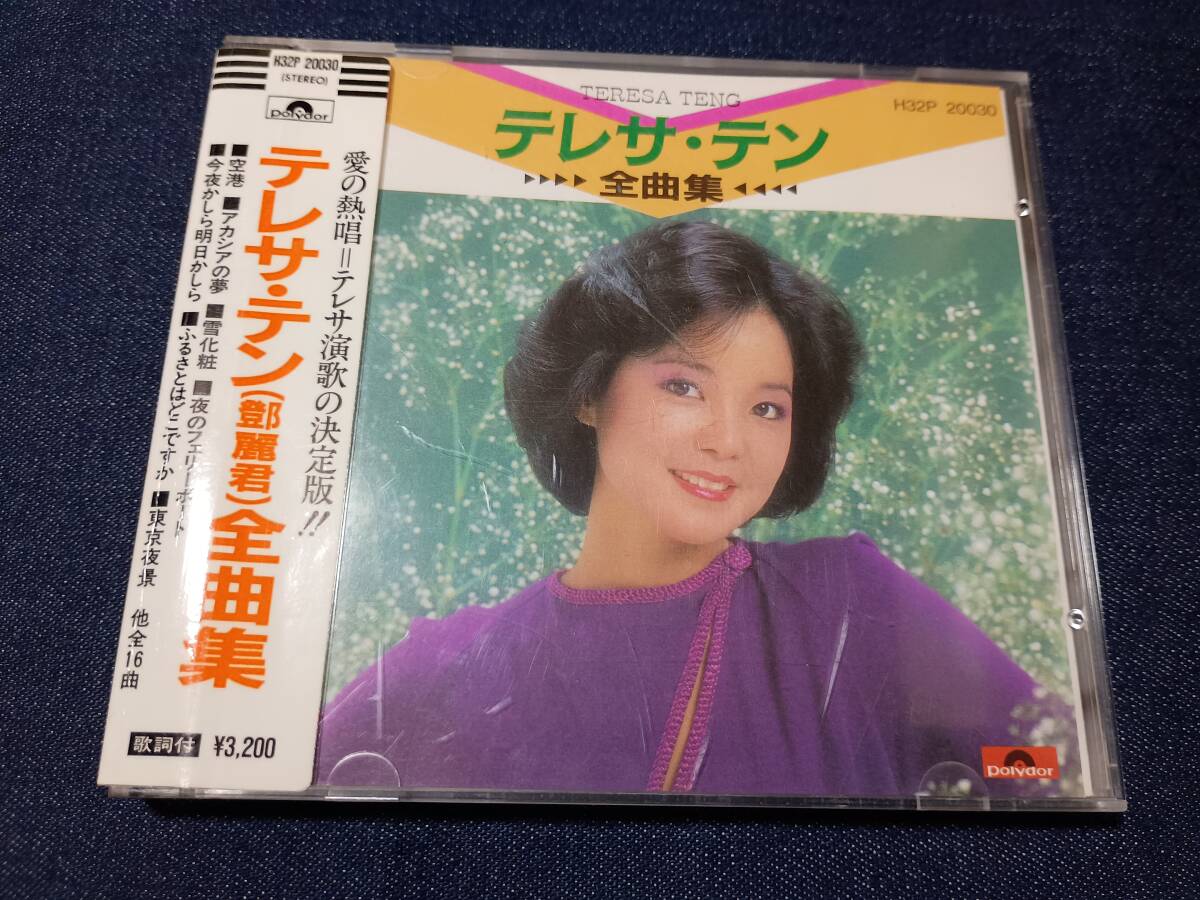 H32P 20030
(STEREO)
polydor
愛の熱唱=テレサ演歌の決定版!!
テレサ・テン(鄧麗君)全曲集
■空港 ■アカシアの夢 ■雪化粧 ■夜のフェリーボート
■今夜かしら明日かしら ■ふるさとはどこですか ■東京夜景 他全16曲
歌詞付 ¥3,200
TERESA TENG
H32P 20030
テレサ・テン
▶▶▶▶ 全曲集 ◀◀◀◀
polydor